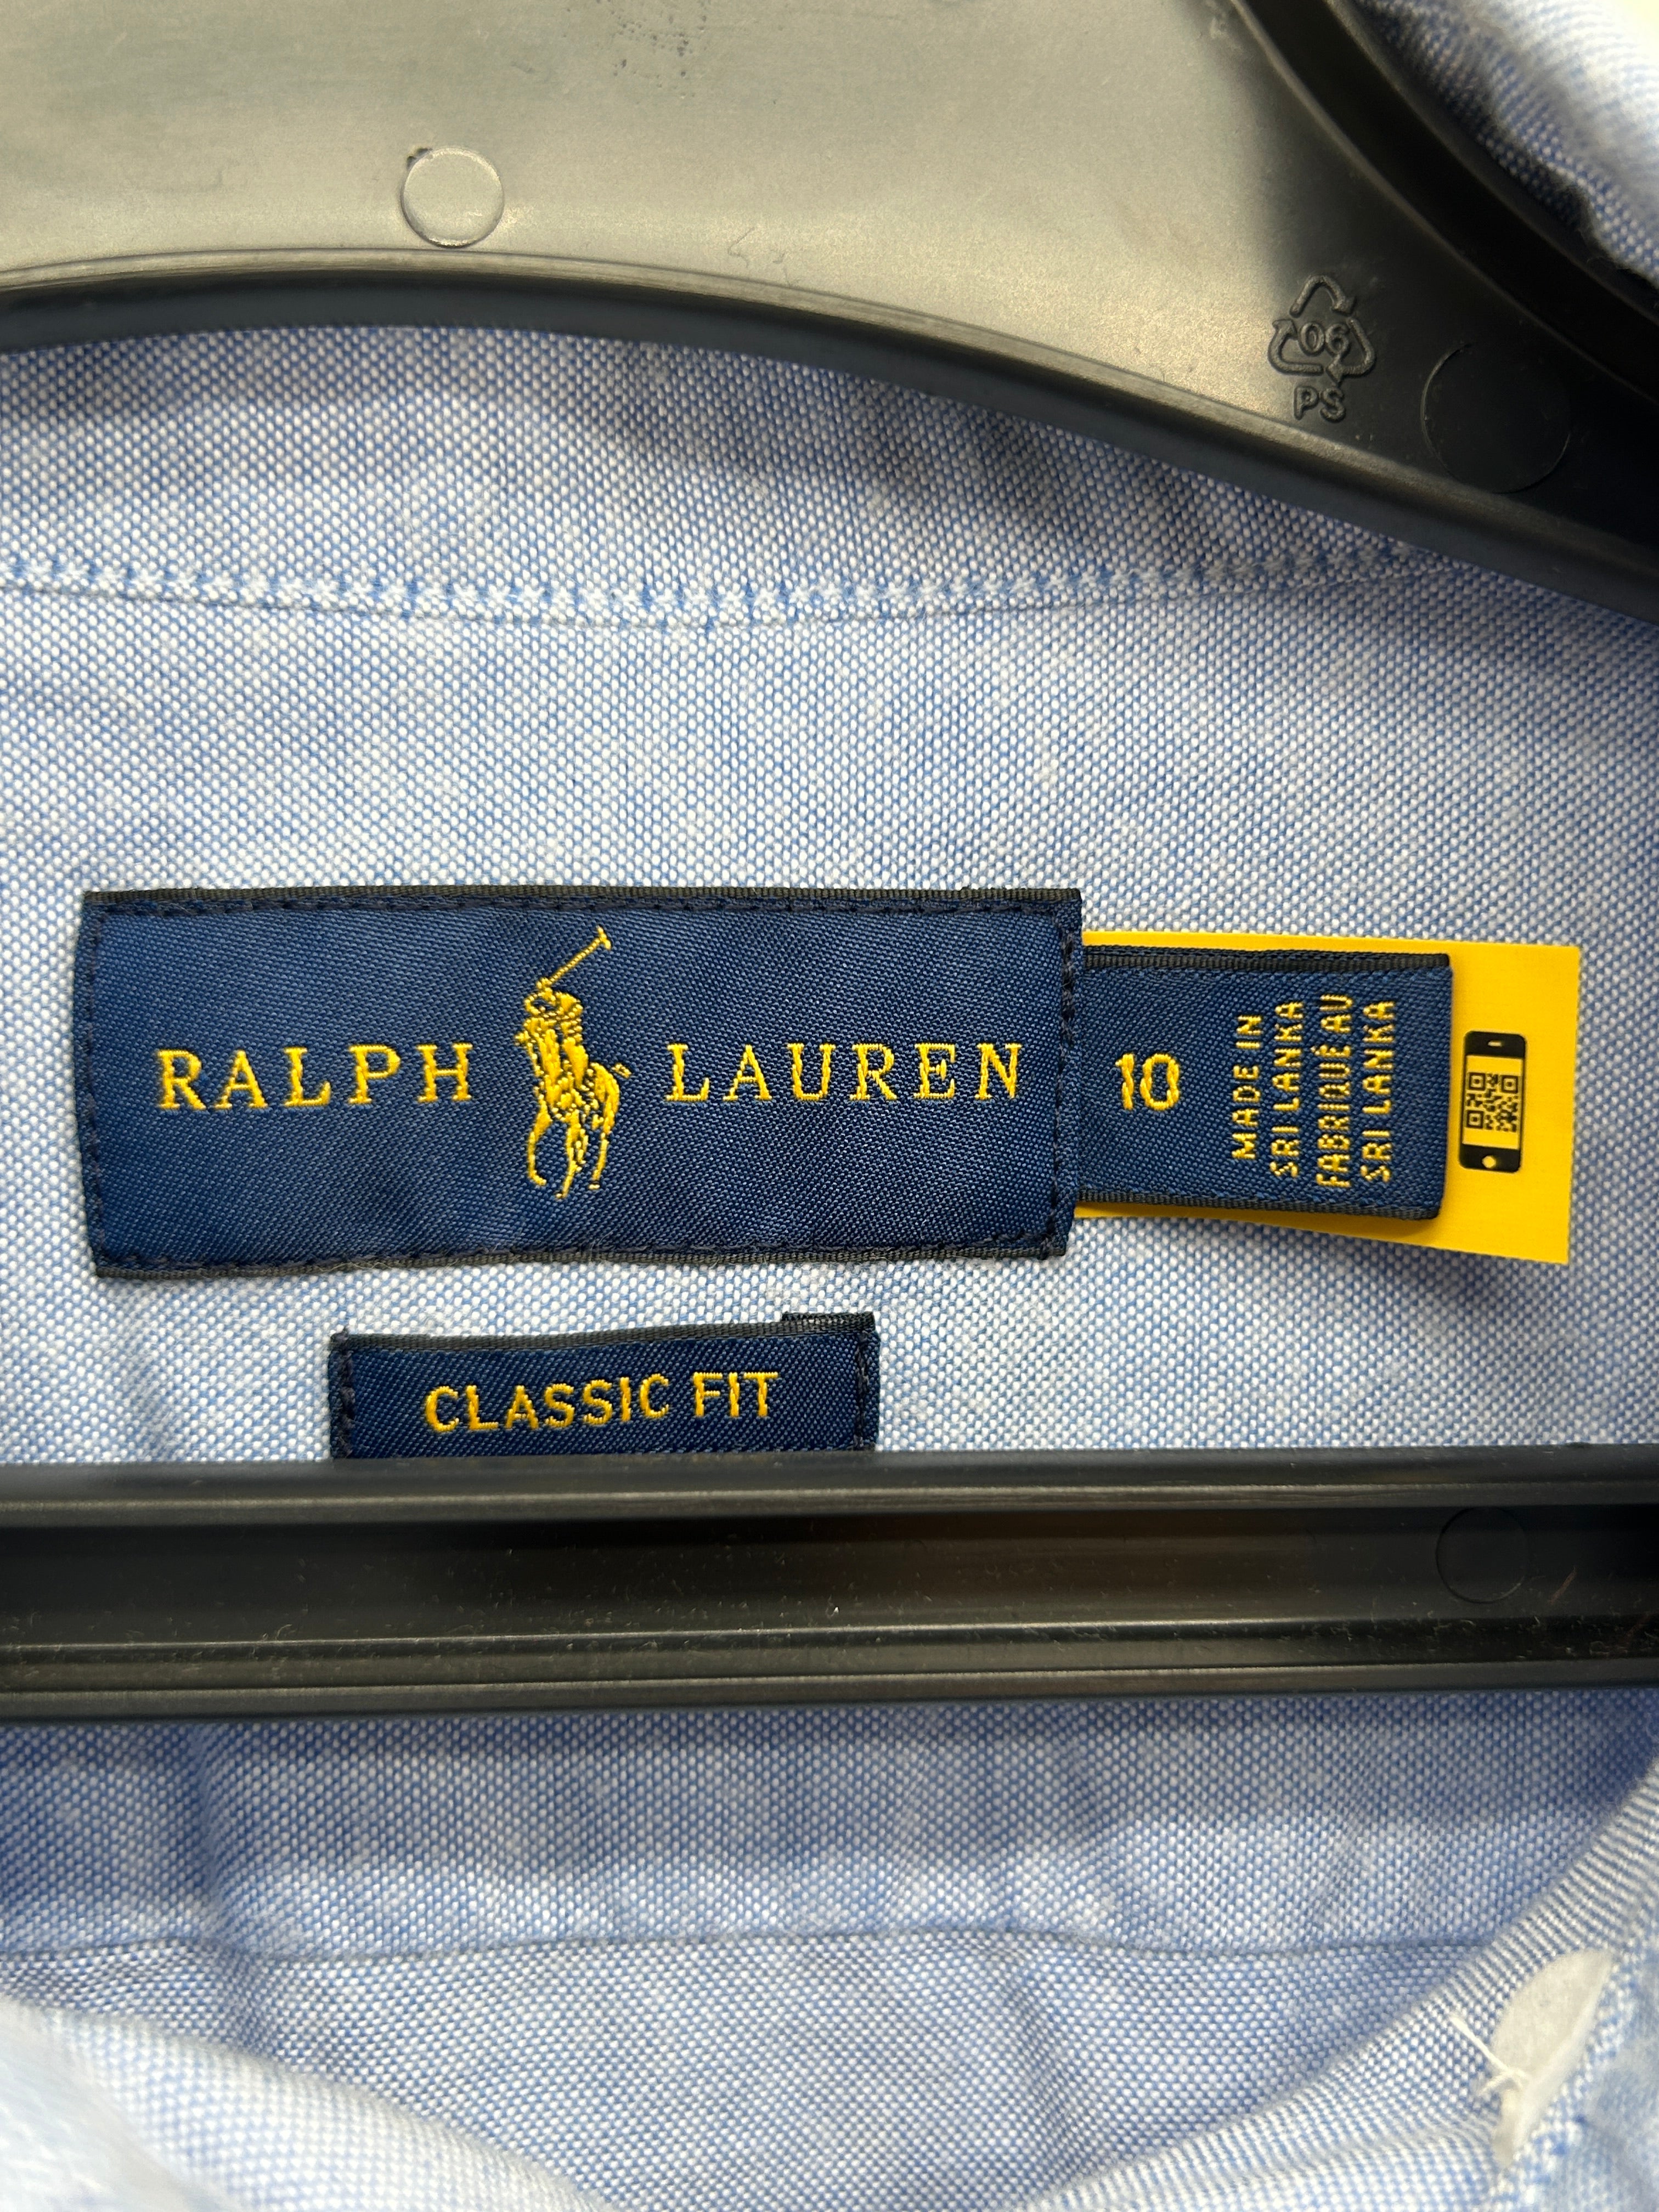 06
PS
RALPH LAUREN
10
MADE IN
SRI LANKA
FABRIQUÉ AU
SRI LANKA
CLASSIC FIT